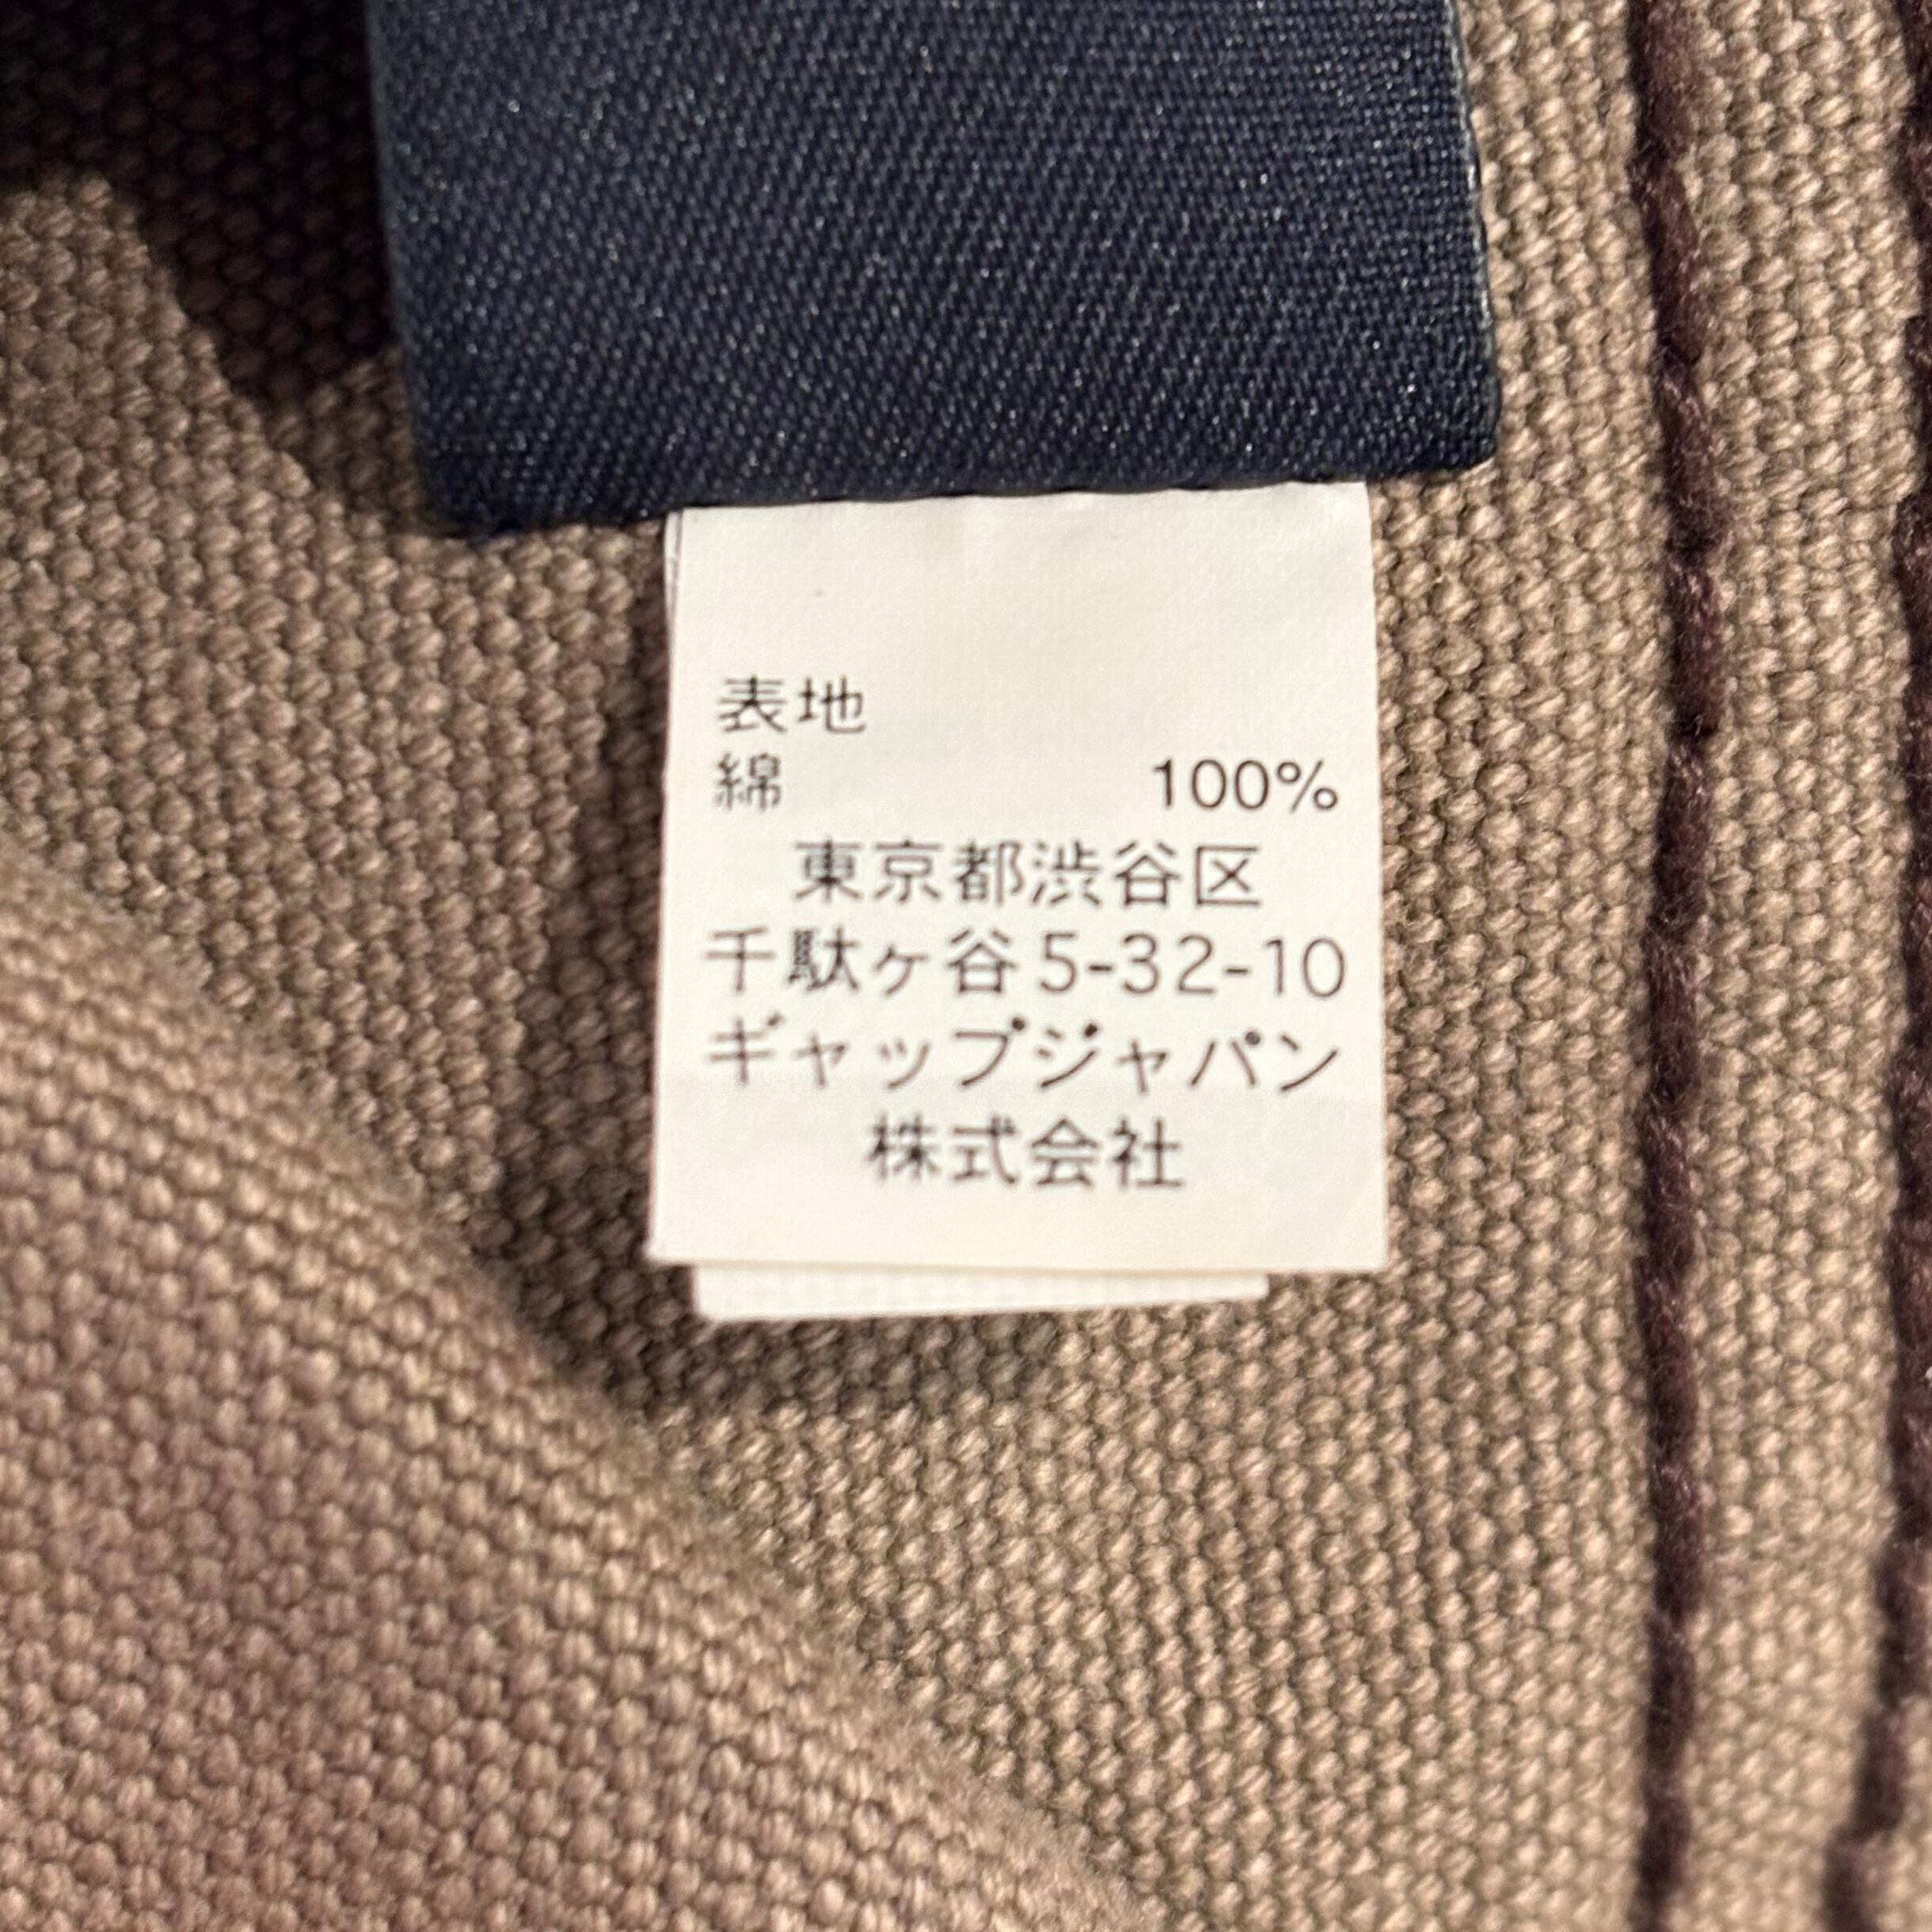 表地
綿 100%
東京都渋谷区
千駄ヶ谷5-32-10
ギャップジャパン
株式会社